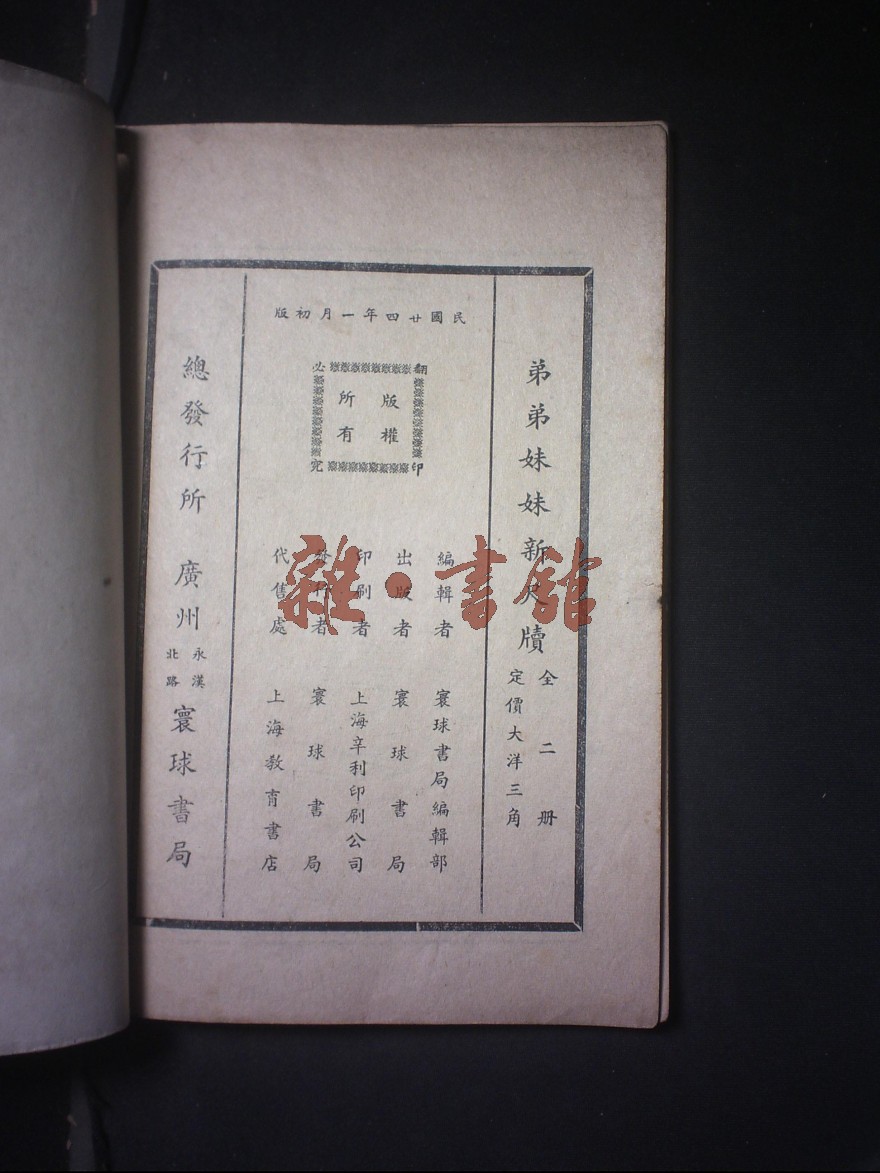 弟弟妹妹新尺牘
全二册
定價大洋三角
民國廿四年一月初版
版權所有
翻印必究
編輯者 寰球書局編輯部
出版者 寰球書局
印刷者 上海辛利印刷公司
發行者 寰球書局
代售處 上海教育書店
總發行所 廣州永漢北路 寰球書局
雜·書館